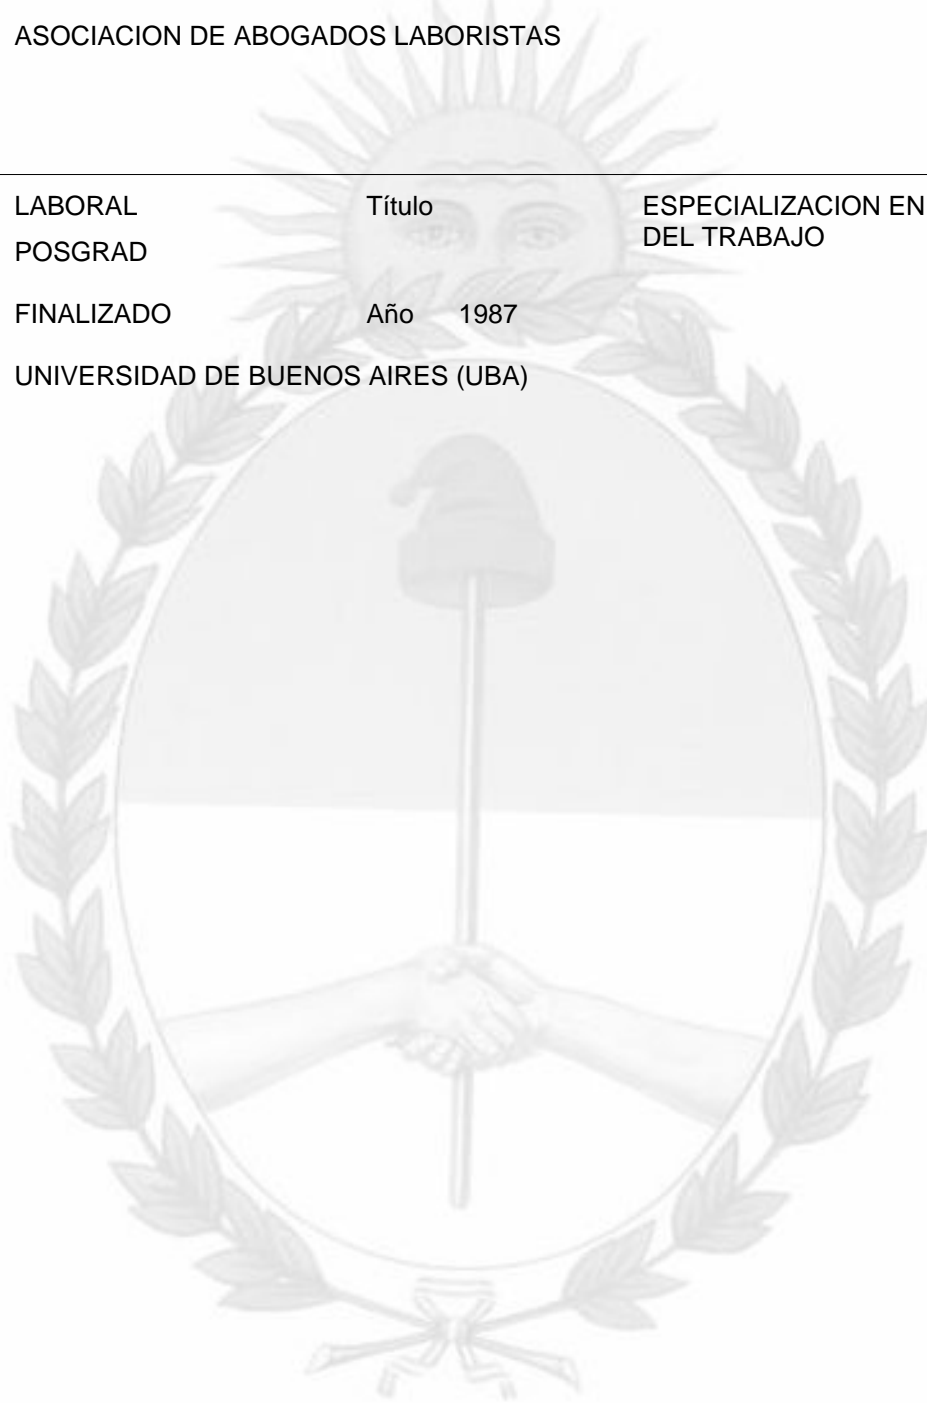 ASOCIACION DE ABOGADOS LABORISTAS
LABORAL Título ESPECIALIZACION EN
POSGRAD DEL TRABAJO
FINALIZADO Año 1987
UNIVERSIDAD DE BUENOS AIRES (UBA)